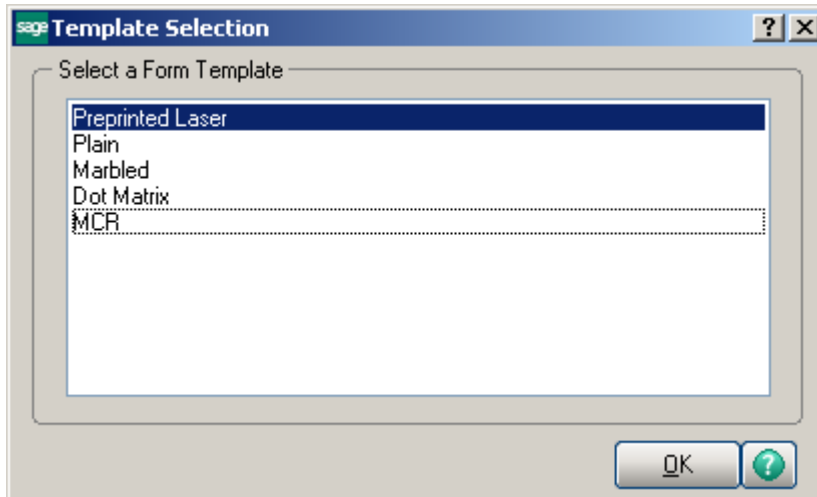 sage Template Selection
Select a Form Template
Preprinted Laser
Plain
Marbled
Dot Matrix
MCR
OK